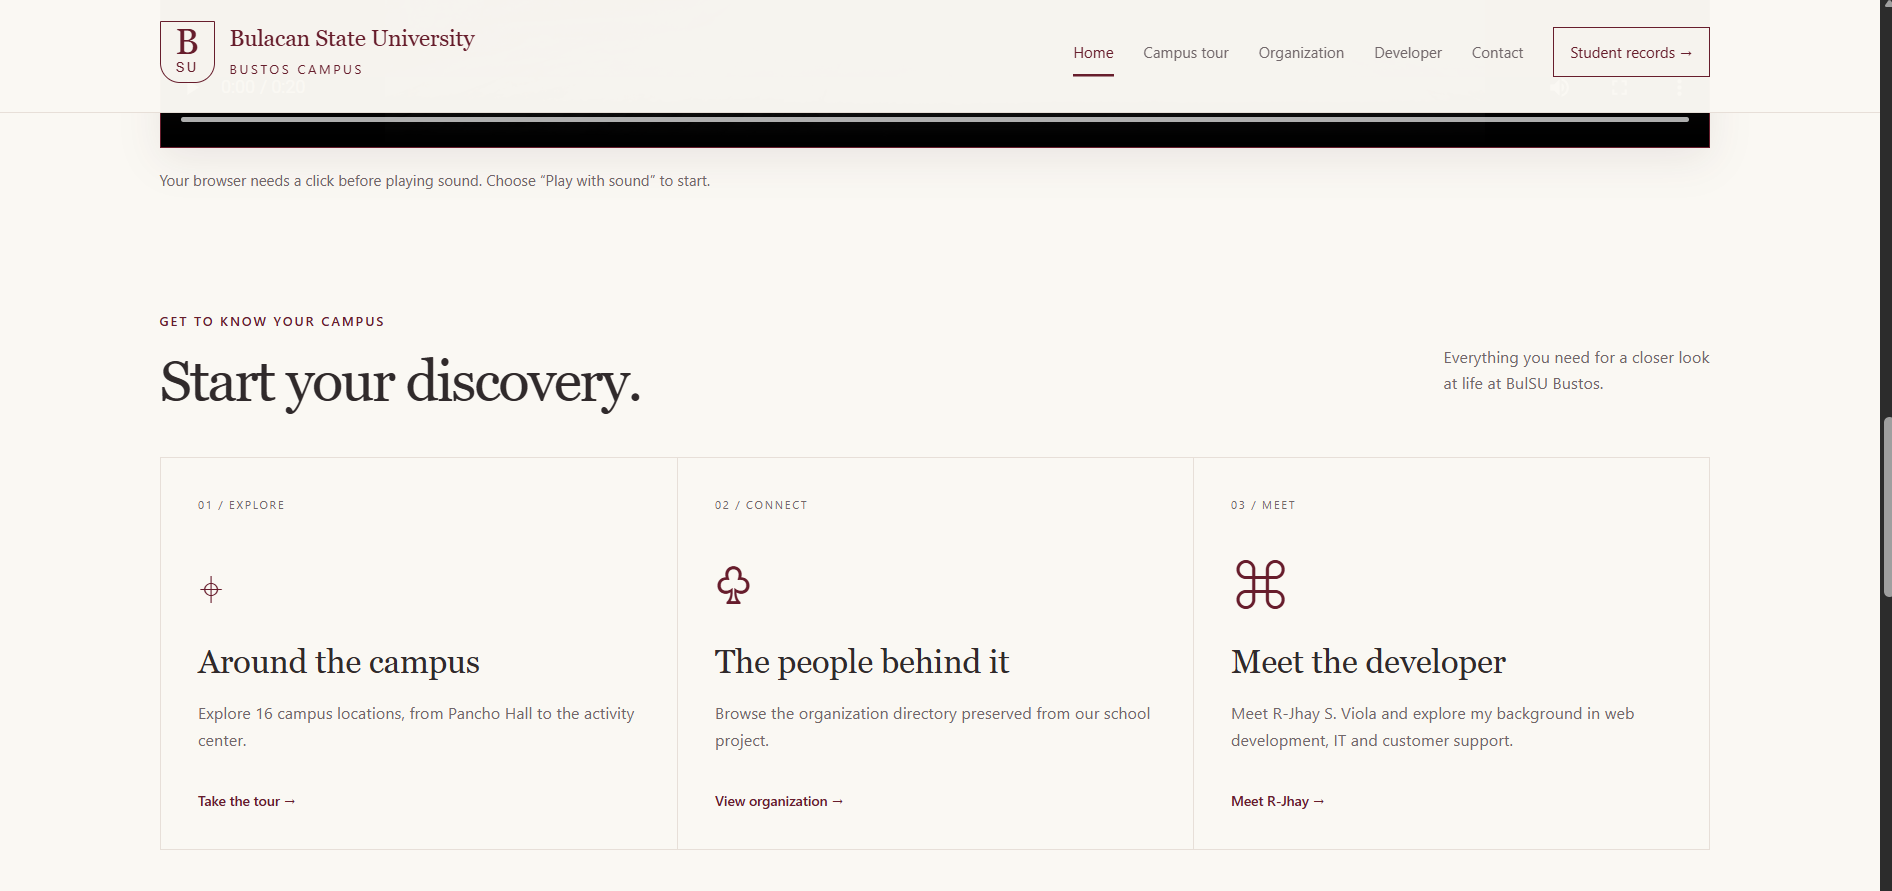 B
SU
Bulacan State University
BUSTOS CAMPUS
Home
Campus tour
Organization
Developer
Contact
Student records →
0:00 / 0:20
Your browser needs a click before playing sound. Choose “Play with sound” to start.
GET TO KNOW YOUR CAMPUS
Start your discovery.
Everything you need for a closer look
at life at BulSU Bustos.
01 / EXPLORE
Around the campus
Explore 16 campus locations, from Pancho Hall to the activity
center.
Take the tour →
02 / CONNECT
The people behind it
Browse the organization directory preserved from our school
project.
View organization →
03 / MEET
Meet the developer
Meet R-Jhay S. Viola and explore my background in web
development, IT and customer support.
Meet R-Jhay →